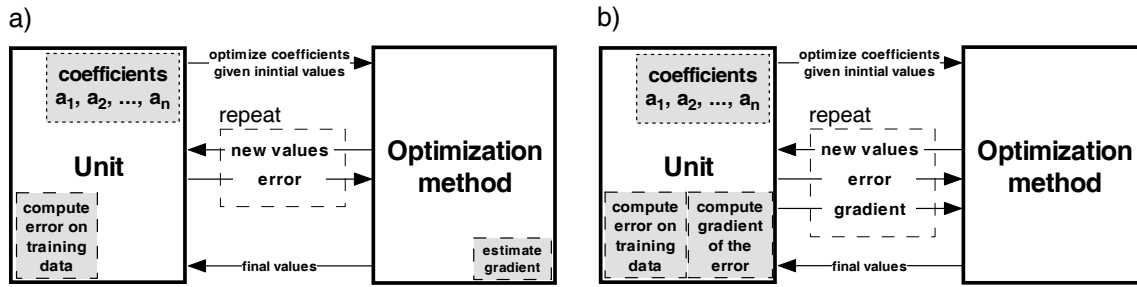 a)
coefficients
a1, a2, ..., an
Unit
compute
error on
training
data
optimize coefficients
given inintial values
repeat
new values
error
final values
Optimization
method
estimate
gradient
b)
coefficients
a1, a2, ..., an
Unit
compute
error on
training
data
compute
gradient
of the
error
optimize coefficients
given inintial values
repeat
new values
error
gradient
final values
Optimization
method